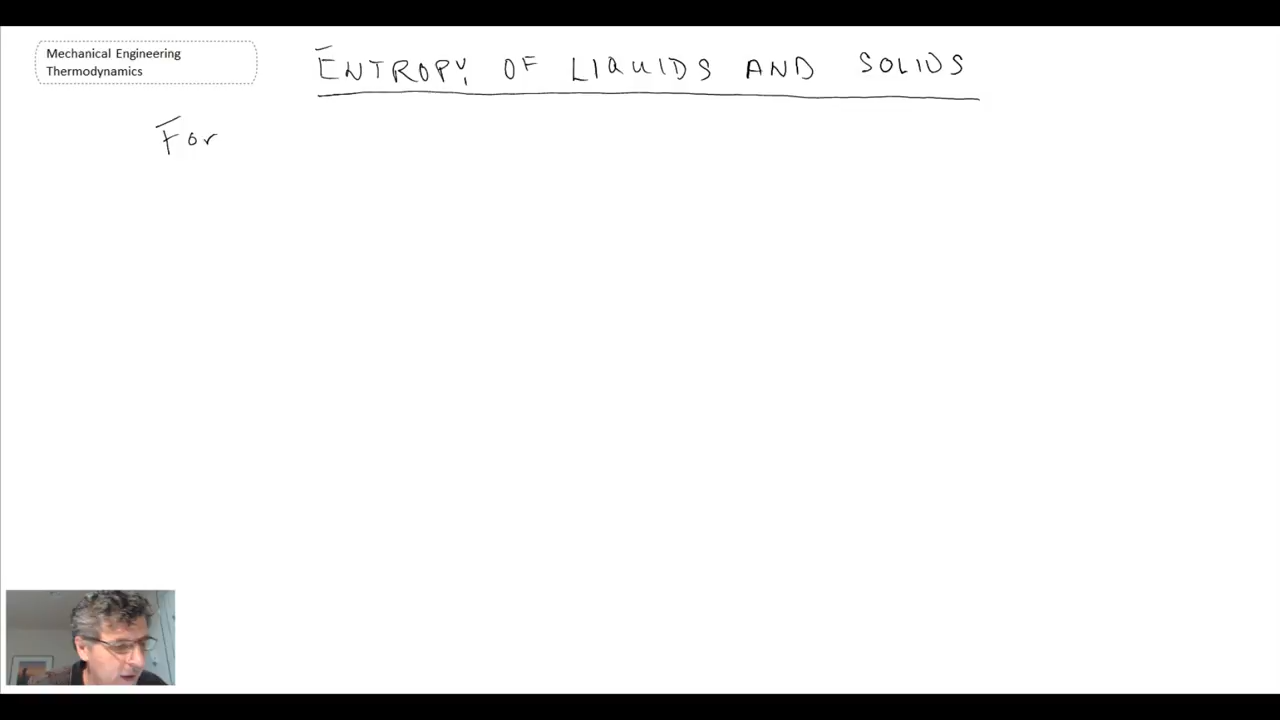 Mechanical Engineering
Thermodynamics
ENTROPY OF LIQUIDS AND SOLIDS
For